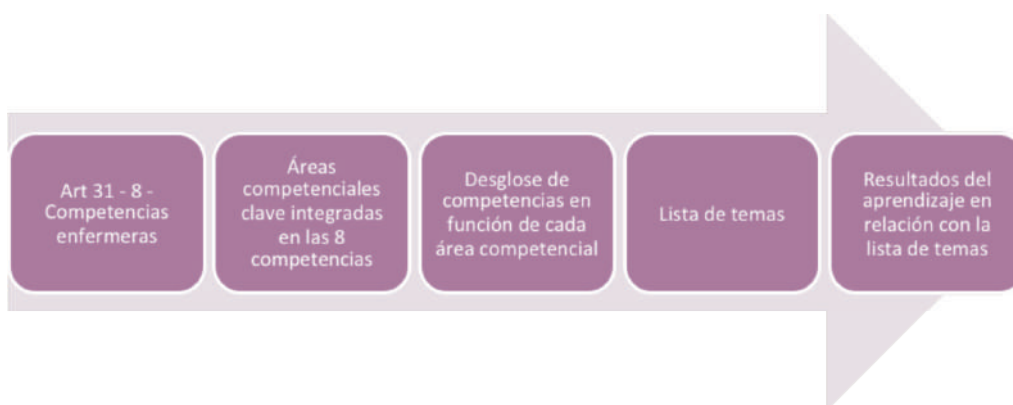 Art 31 - 8 -
Competencias
enfermeras
Áreas
competenciales
clave integradas
en las 8
competencias
Desglose de
competencias en
función de cada
área competencial
Lista de temas
Resultados del
aprendizaje en
relación con la
lista de temas